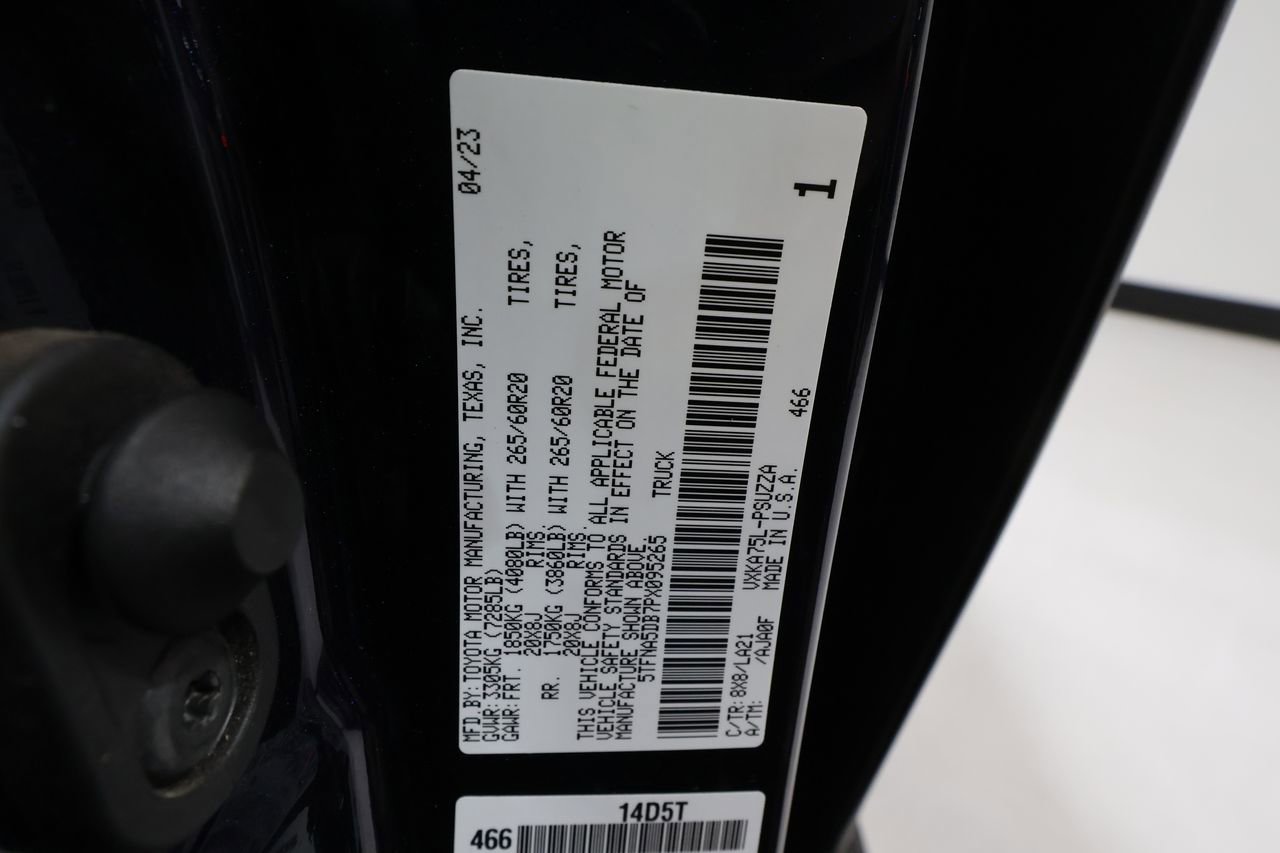 MFD.BY:TOYOTA MOTOR MANUFACTURING, TEXAS, INC. 04/23
GVWR:3305KG (7285LB)
GAWR:FRT. 1850KG (4080LB) WITH 265/60R20 TIRES,
20X8J RIMS.
RR. 1750KG (3860LB) WITH 265/60R20 TIRES,
20X8J RIMS.
THIS VEHICLE CONFORMS TO ALL APPLICABLE FEDERAL MOTOR
VEHICLE SAFETY STANDARDS IN EFFECT ON THE DATE OF
MANUFACTURE SHOWN ABOVE.
5TFNA5DB7PX095265 TRUCK
1
C/TR:8X8/LA21 VXKA75L-PSUZZA 466
A/TM: /AJA0F MADE IN U.S.A.
14D5T
466